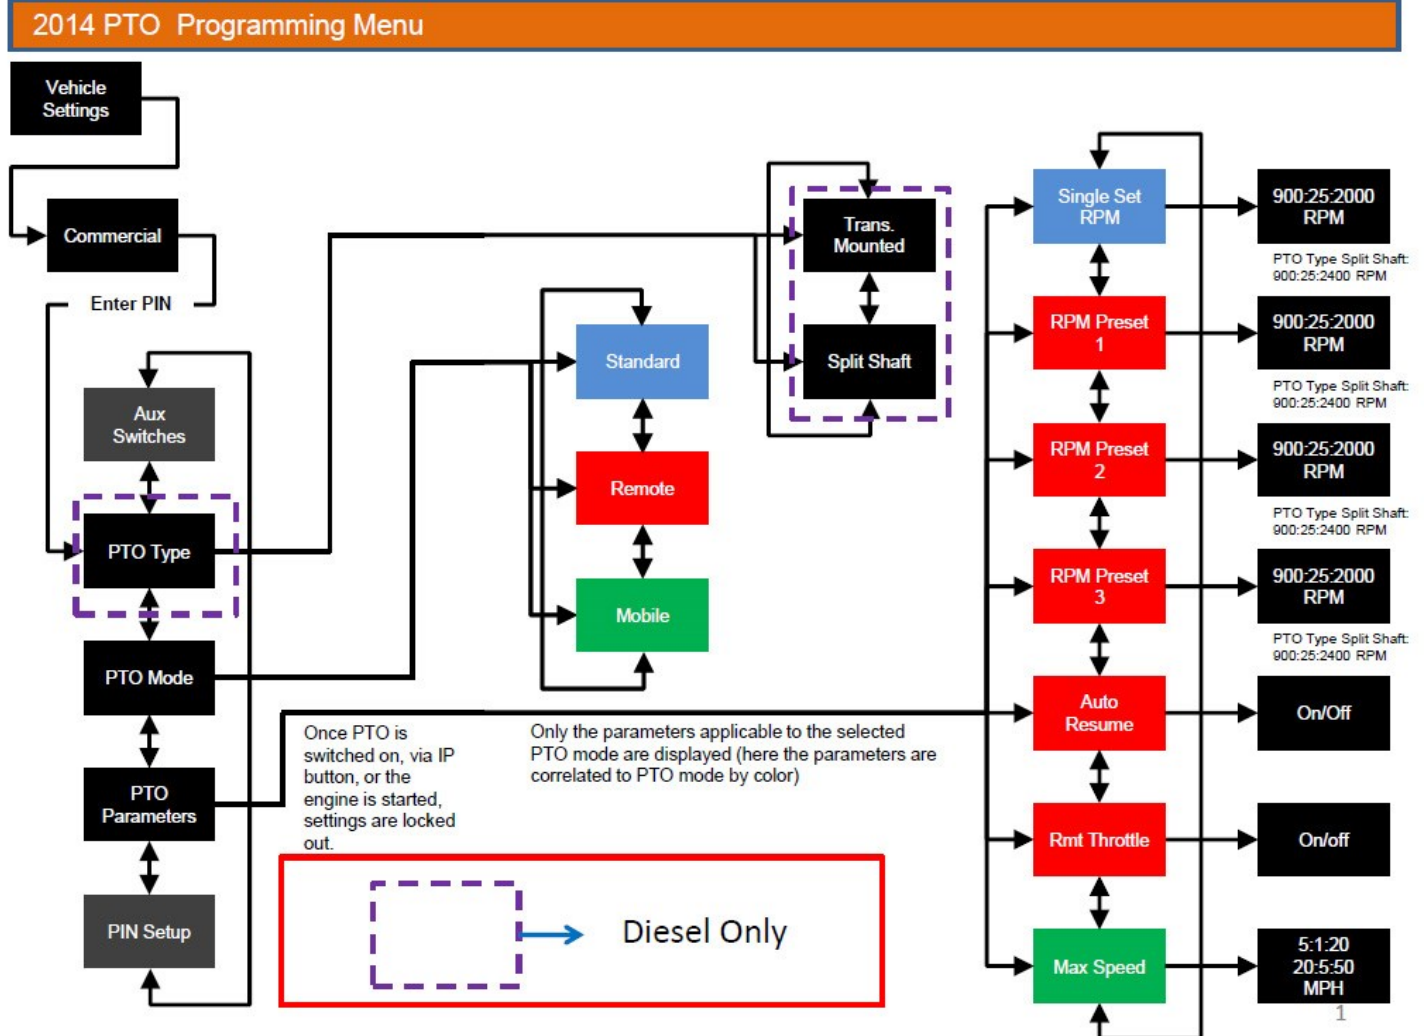 2014 PTO  Programming Menu
Vehicle
Settings
Commercial
Enter PIN
Aux
Switches
PTO Type
PTO Mode
PTO
Parameters
PIN Setup
Standard
Remote
Mobile
Trans.
Mounted
Split Shaft
Once PTO is
switched on, via IP
button, or the
engine is started,
settings are locked
out.
Only the parameters applicable to the selected
PTO mode are displayed (here the parameters are
correlated to PTO mode by color)
Diesel Only
Single Set
RPM
900:25:2000
RPM
PTO Type Split Shaft:
900:25:2400 RPM
RPM Preset
1
900:25:2000
RPM
PTO Type Split Shaft:
900:25:2400 RPM
RPM Preset
2
900:25:2000
RPM
PTO Type Split Shaft:
900:25:2400 RPM
RPM Preset
3
900:25:2000
RPM
PTO Type Split Shaft:
900:25:2400 RPM
Auto
Resume
On/Off
Rmt Throttle
On/off
Max Speed
5:1:20
20:5:50
MPH
1